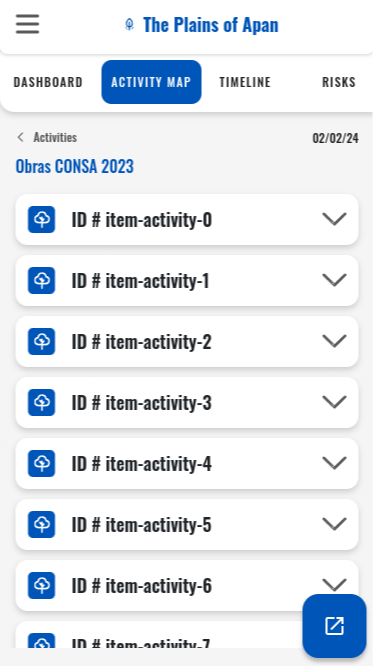 The Plains of Apan
DASHBOARD ACTIVITY MAP TIMELINE RISKS
Activities 02/02/24
Obras CONSA 2023
ID # item-activity-0
ID # item-activity-1
ID # item-activity-2
ID # item-activity-3
ID # item-activity-4
ID # item-activity-5
ID # item-activity-6
ID # item-activity-7